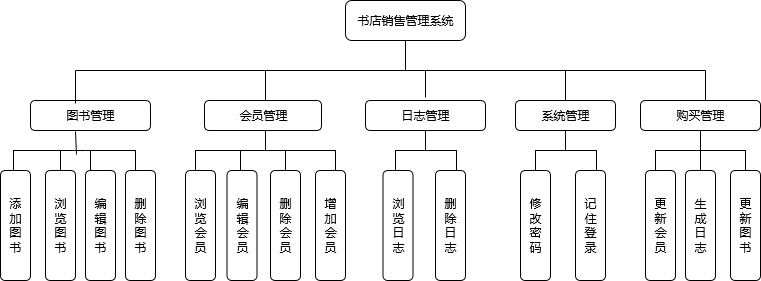 书店销售管理系统
图书管理
会员管理
日志管理
系统管理
购买管理
添加图书
浏览图书
编辑图书
删除图书
浏览会员
编辑会员
删除会员
增加会员
浏览日志
删除日志
修改密码
记住登录
更新会员
生成日志
更新图书